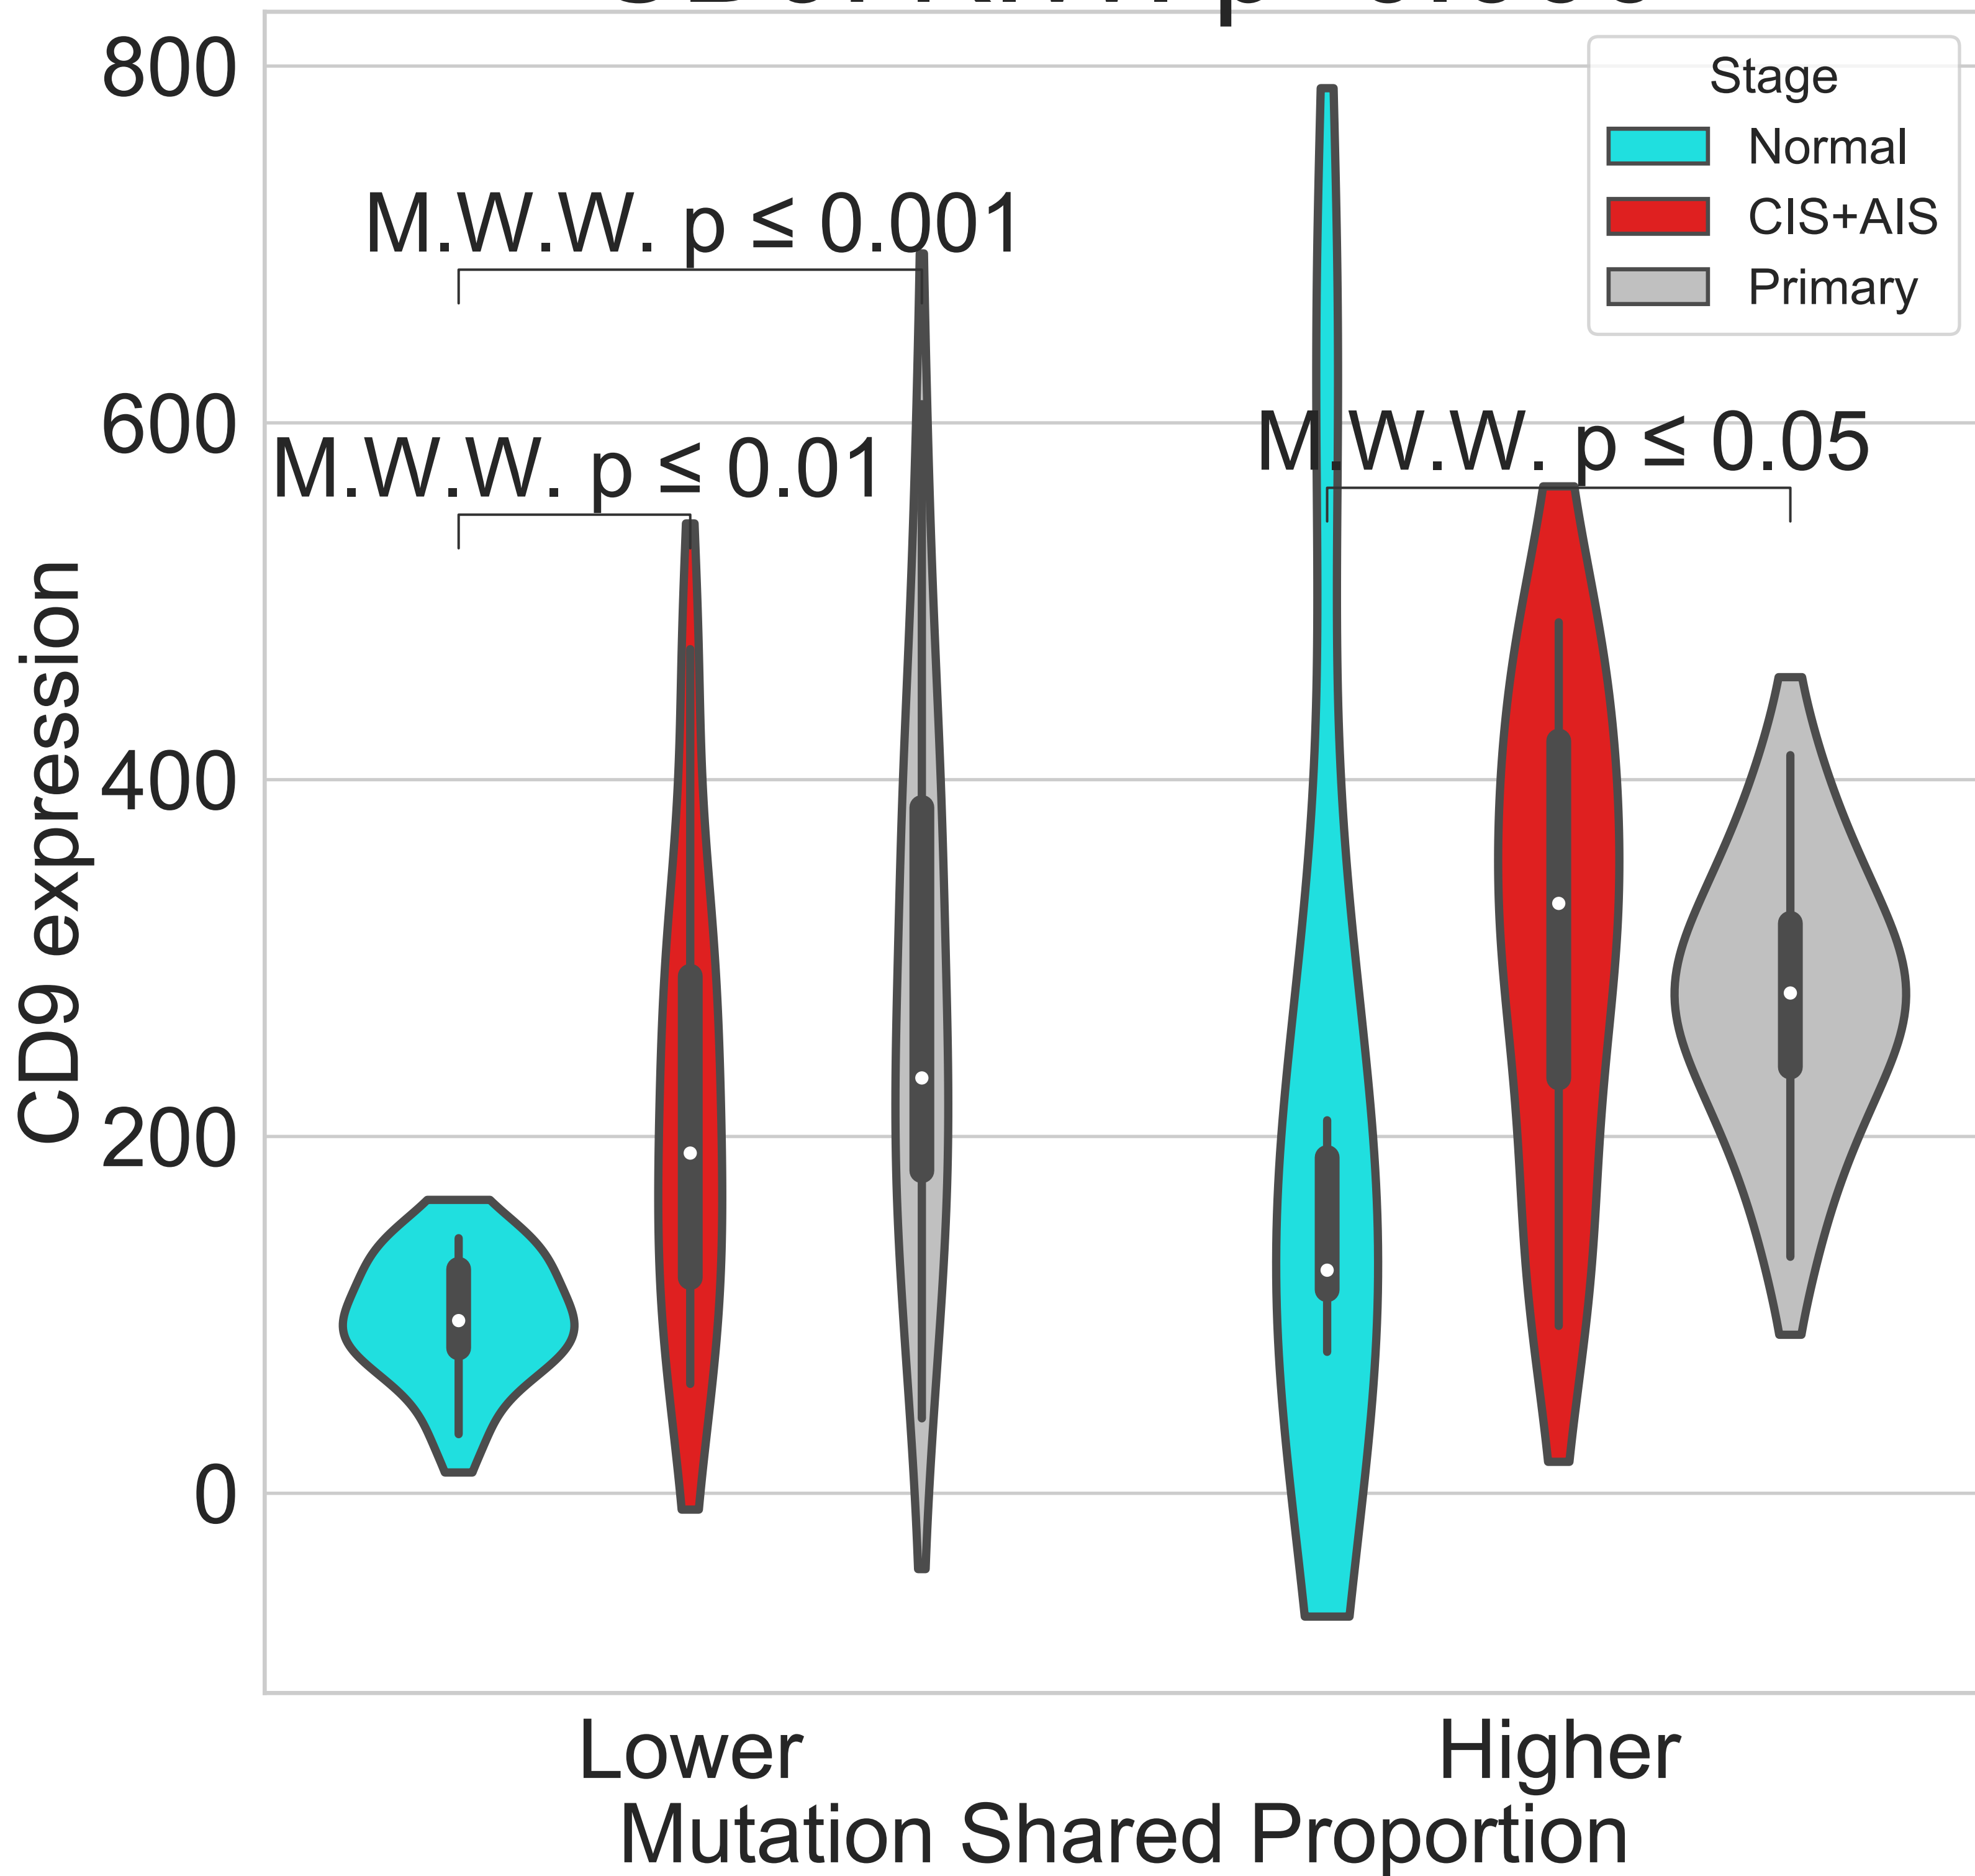 800
600
400
200
0
CD9 expression
Stage
Normal
CIS+AIS
Primary
M.W.W. p ≤ 0.001
M.W.W. p ≤ 0.01
M.W.W. p ≤ 0.05
Lower
Higher
Mutation Shared Proportion